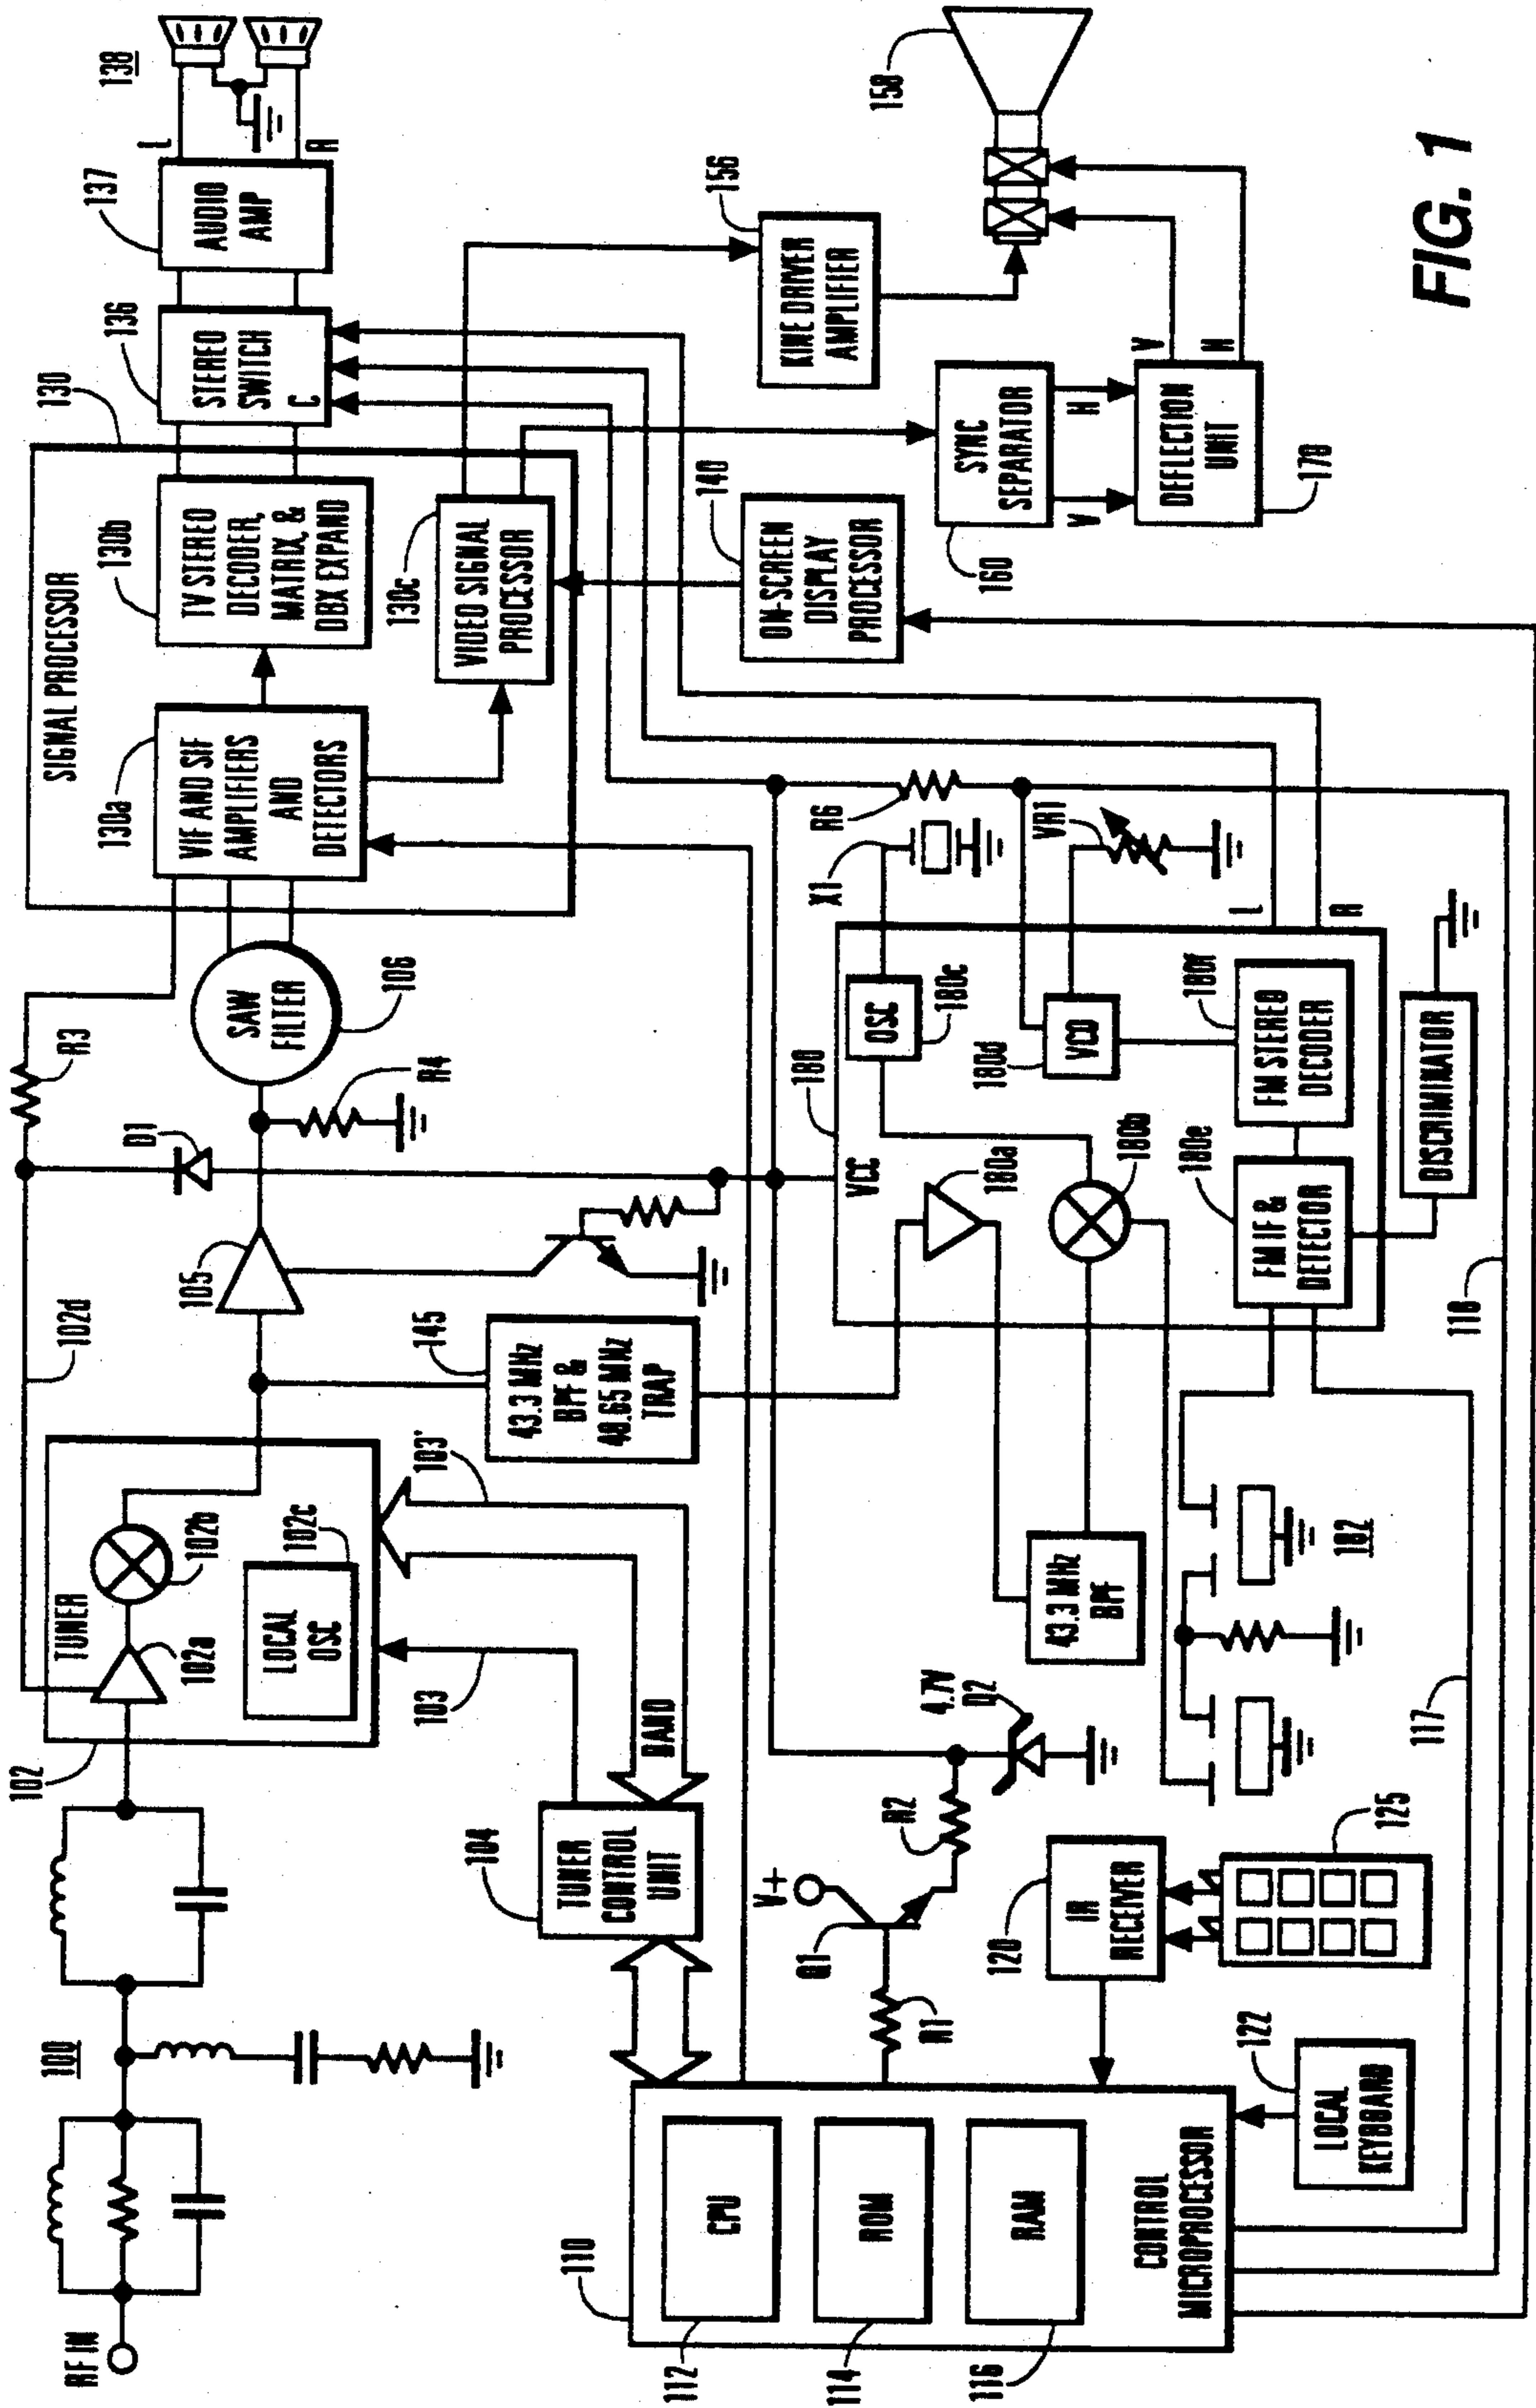 RF IN
100
102
TUNER
102a
102b
LOCAL
OSC
102c
102d
103
103'
BAND
104
TUNER
CONTROL
UNIT
105
D1
R3
R4
SAW
FILTER
106
145
43.3 MHz
BPF &
48.65 MHz
TRAP
SIGNAL PROCESSOR
130
130a
VIF AND SIF
AMPLIFIERS
AND
DETECTORS
130b
TV STEREO
DECODER,
MATRIX, &
DBX EXPAND
130c
VIDEO SIGNAL
PROCESSOR
136
STEREO
SWITCH
C
137
AUDIO
AMP
L
R
138
140
ON-SCREEN
DISPLAY
PROCESSOR
156
KINE DRIVER
AMPLIFIER
158
160
SYNC
SEPARATOR
V
H
DEFLECTION
UNIT
170
V
H
110
CPU
112
ROM
114
RAM
116
CONTROL
MICROPROCESSOR
R1
Q1
V+
R2
4.7V
D2
120
IR
RECEIVER
122
LOCAL
KEYBOARD
125
117
118
43.3 MHz
BPF
182
180
VCC
180a
180b
OSC
180c
X1
R6
180d
VCO
VR1
180e
FM IF &
DETECTOR
180f
FM STEREO
DECODER
L
R
DISCRIMINATOR
FIG. 1